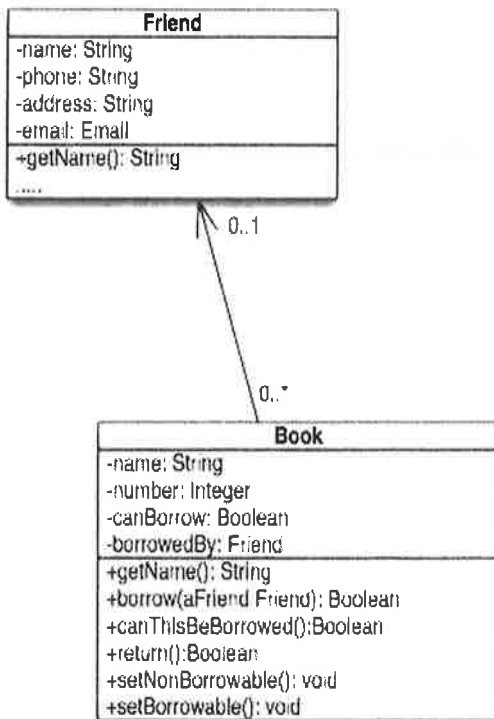 Friend
-name: String
-phone: String
-address: String
-email: Email
+getName(): String
.....
0..1
0..*
Book
-name: String
-number: Integer
-canBorrow: Boolean
-borrowedBy: Friend
+getName(): String
+borrow(aFriend Friend): Boolean
+canThisBeBorrowed():Boolean
+return():Boolean
+setNonBorrowable(): void
+setBorrowable(): void